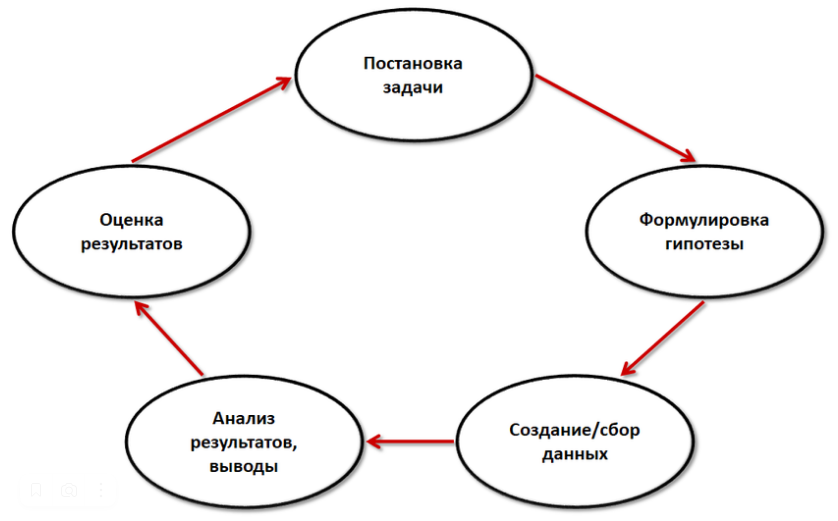 Постановка
задачи
Формулировка
гипотезы
Создание/сбор
данных
Анализ
результатов,
выводы
Оценка
результатов